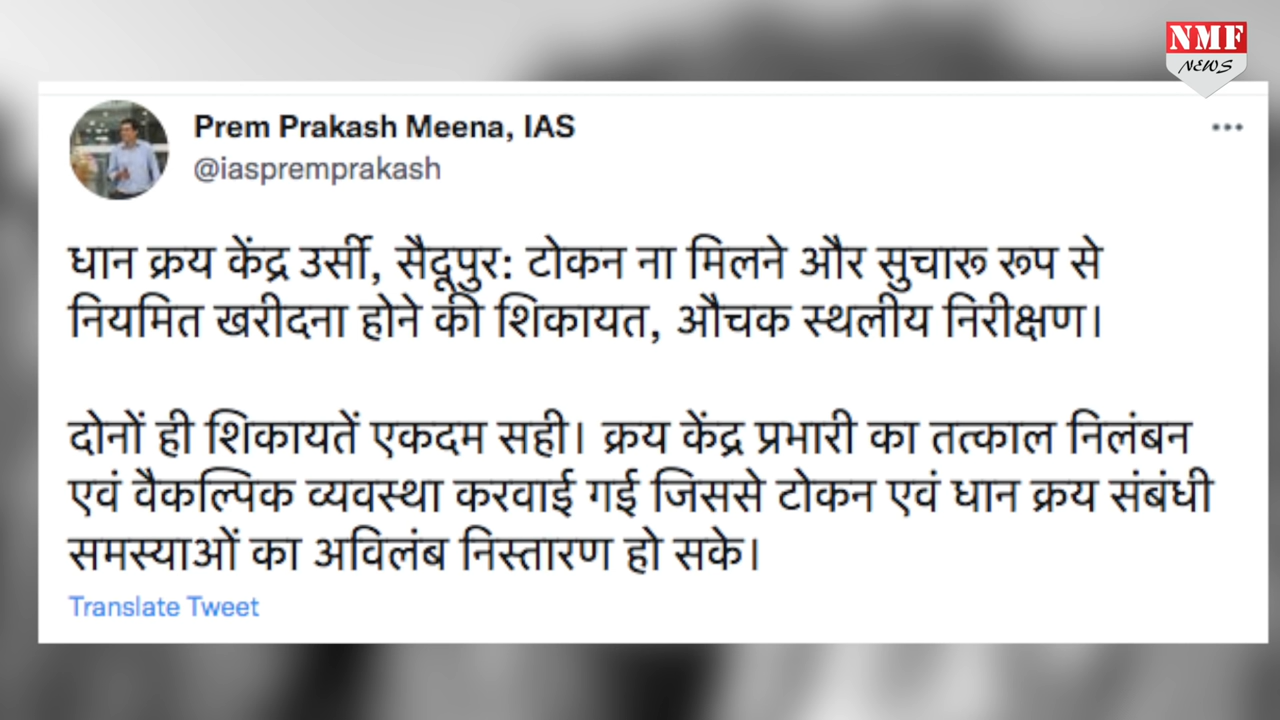 NMF
NEWS
Prem Prakash Meena, IAS
@iaspremprakash
धान क्रय केंद्र उर्सी, सैदूपुर: टोकन ना मिलने और सुचारू रूप से
नियमित खरीदना होने की शिकायत, औचक स्थलीय निरीक्षण।
दोनों ही शिकायतें एकदम सही। क्रय केंद्र प्रभारी का तत्काल निलंबन
एवं वैकल्पिक व्यवस्था करवाई गई जिससे टोकन एवं धान क्रय संबंधी
समस्याओं का अविलंब निस्तारण हो सके।
Translate Tweet